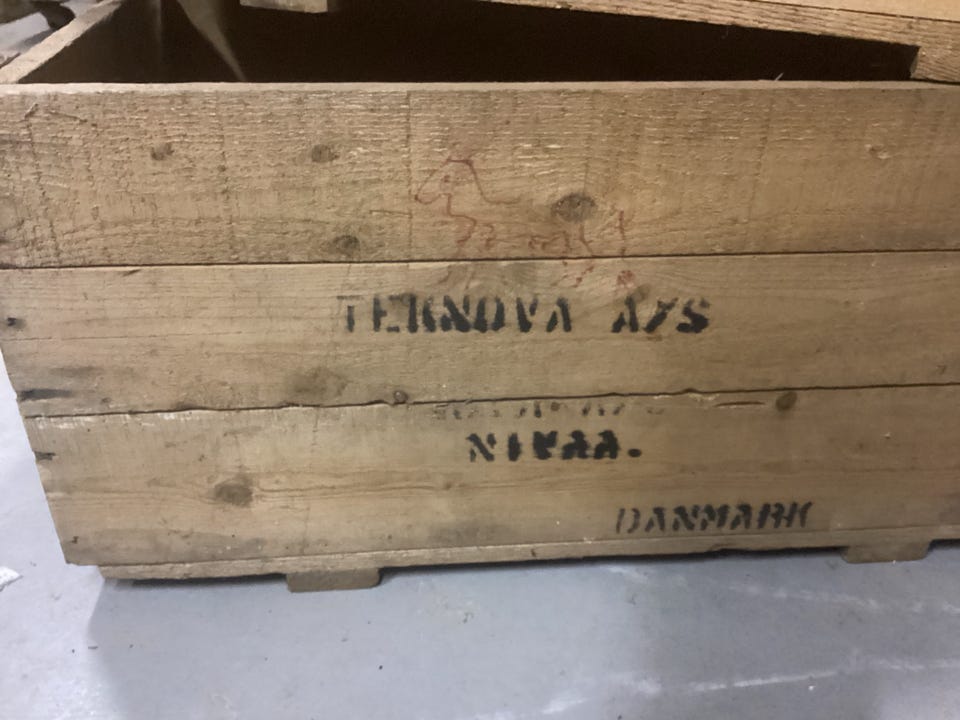 TEKNOVA A/S
NIVAA.
DANMARK